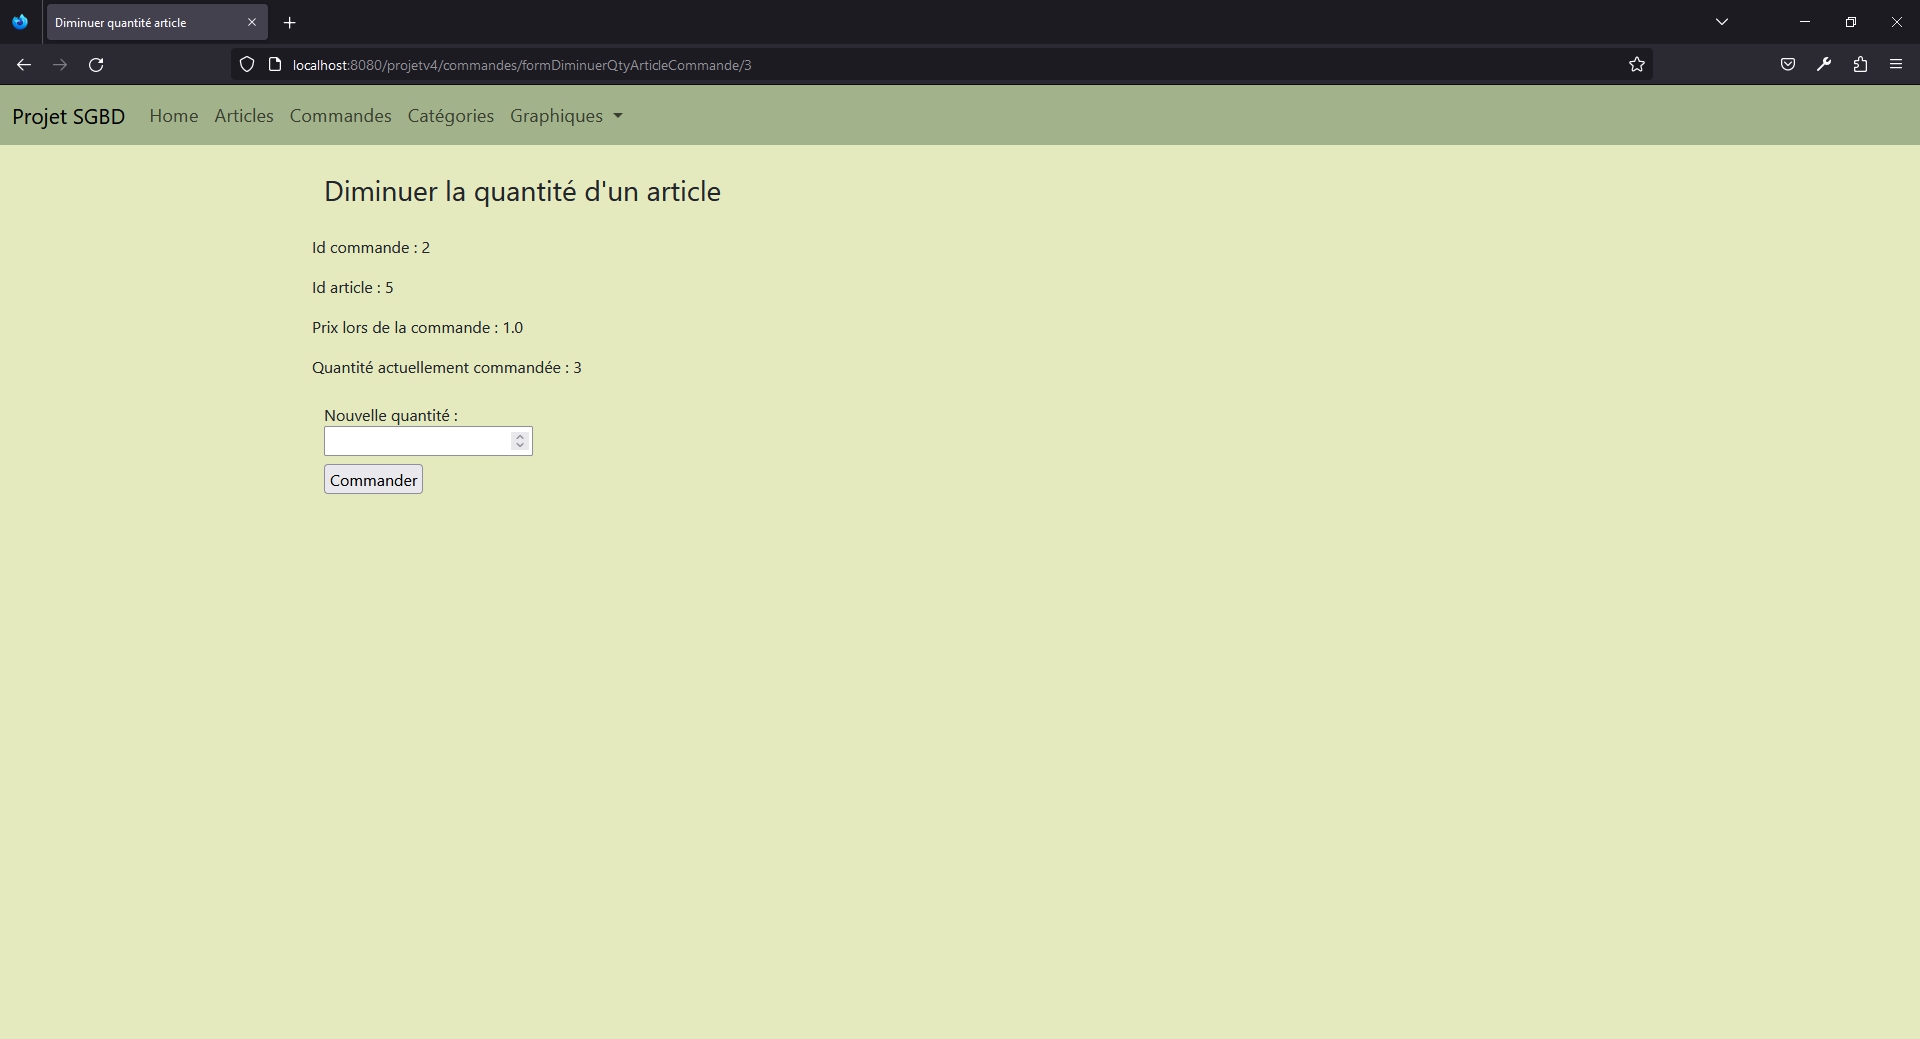 Diminuer quantité article
localhost:8080/projetv4/commandes/formDiminuerQtyArticleCommande/3
Projet SGBD Home Articles Commandes Catégories Graphiques
Diminuer la quantité d'un article
Id commande : 2
Id article : 5
Prix lors de la commande : 1.0
Quantité actuellement commandée : 3
Nouvelle quantité :
Commander